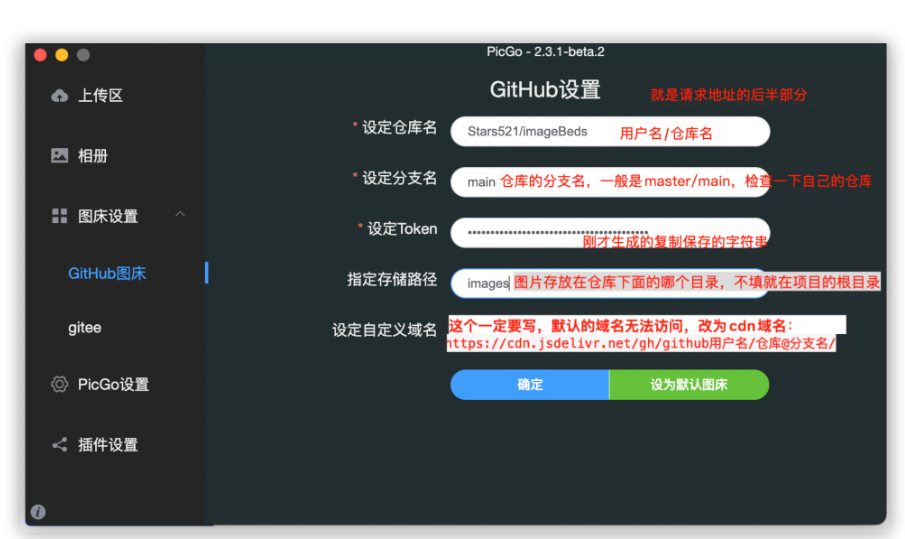 PicGo - 2.3.1-beta.2
上传区
相册
图床设置
GitHub图床
gitee
PicGo设置
插件设置
GitHub设置
就是请求地址的后半部分
* 设定仓库名 Stars521/imageBeds 用户名/仓库名
* 设定分支名 main 仓库的分支名，一般是master/main，检查一下自己的仓库
* 设定Token 刚才生成的复制保存的字符串
指定存储路径 images 图片存放在仓库下面的哪个目录，不填就在项目的根目录
设定自定义域名 这个一定要写，默认的域名无法访问，改为cdn域名：
https://cdn.jsdelivr.net/gh/github用户名/仓库@分支名/
确定 设为默认图床